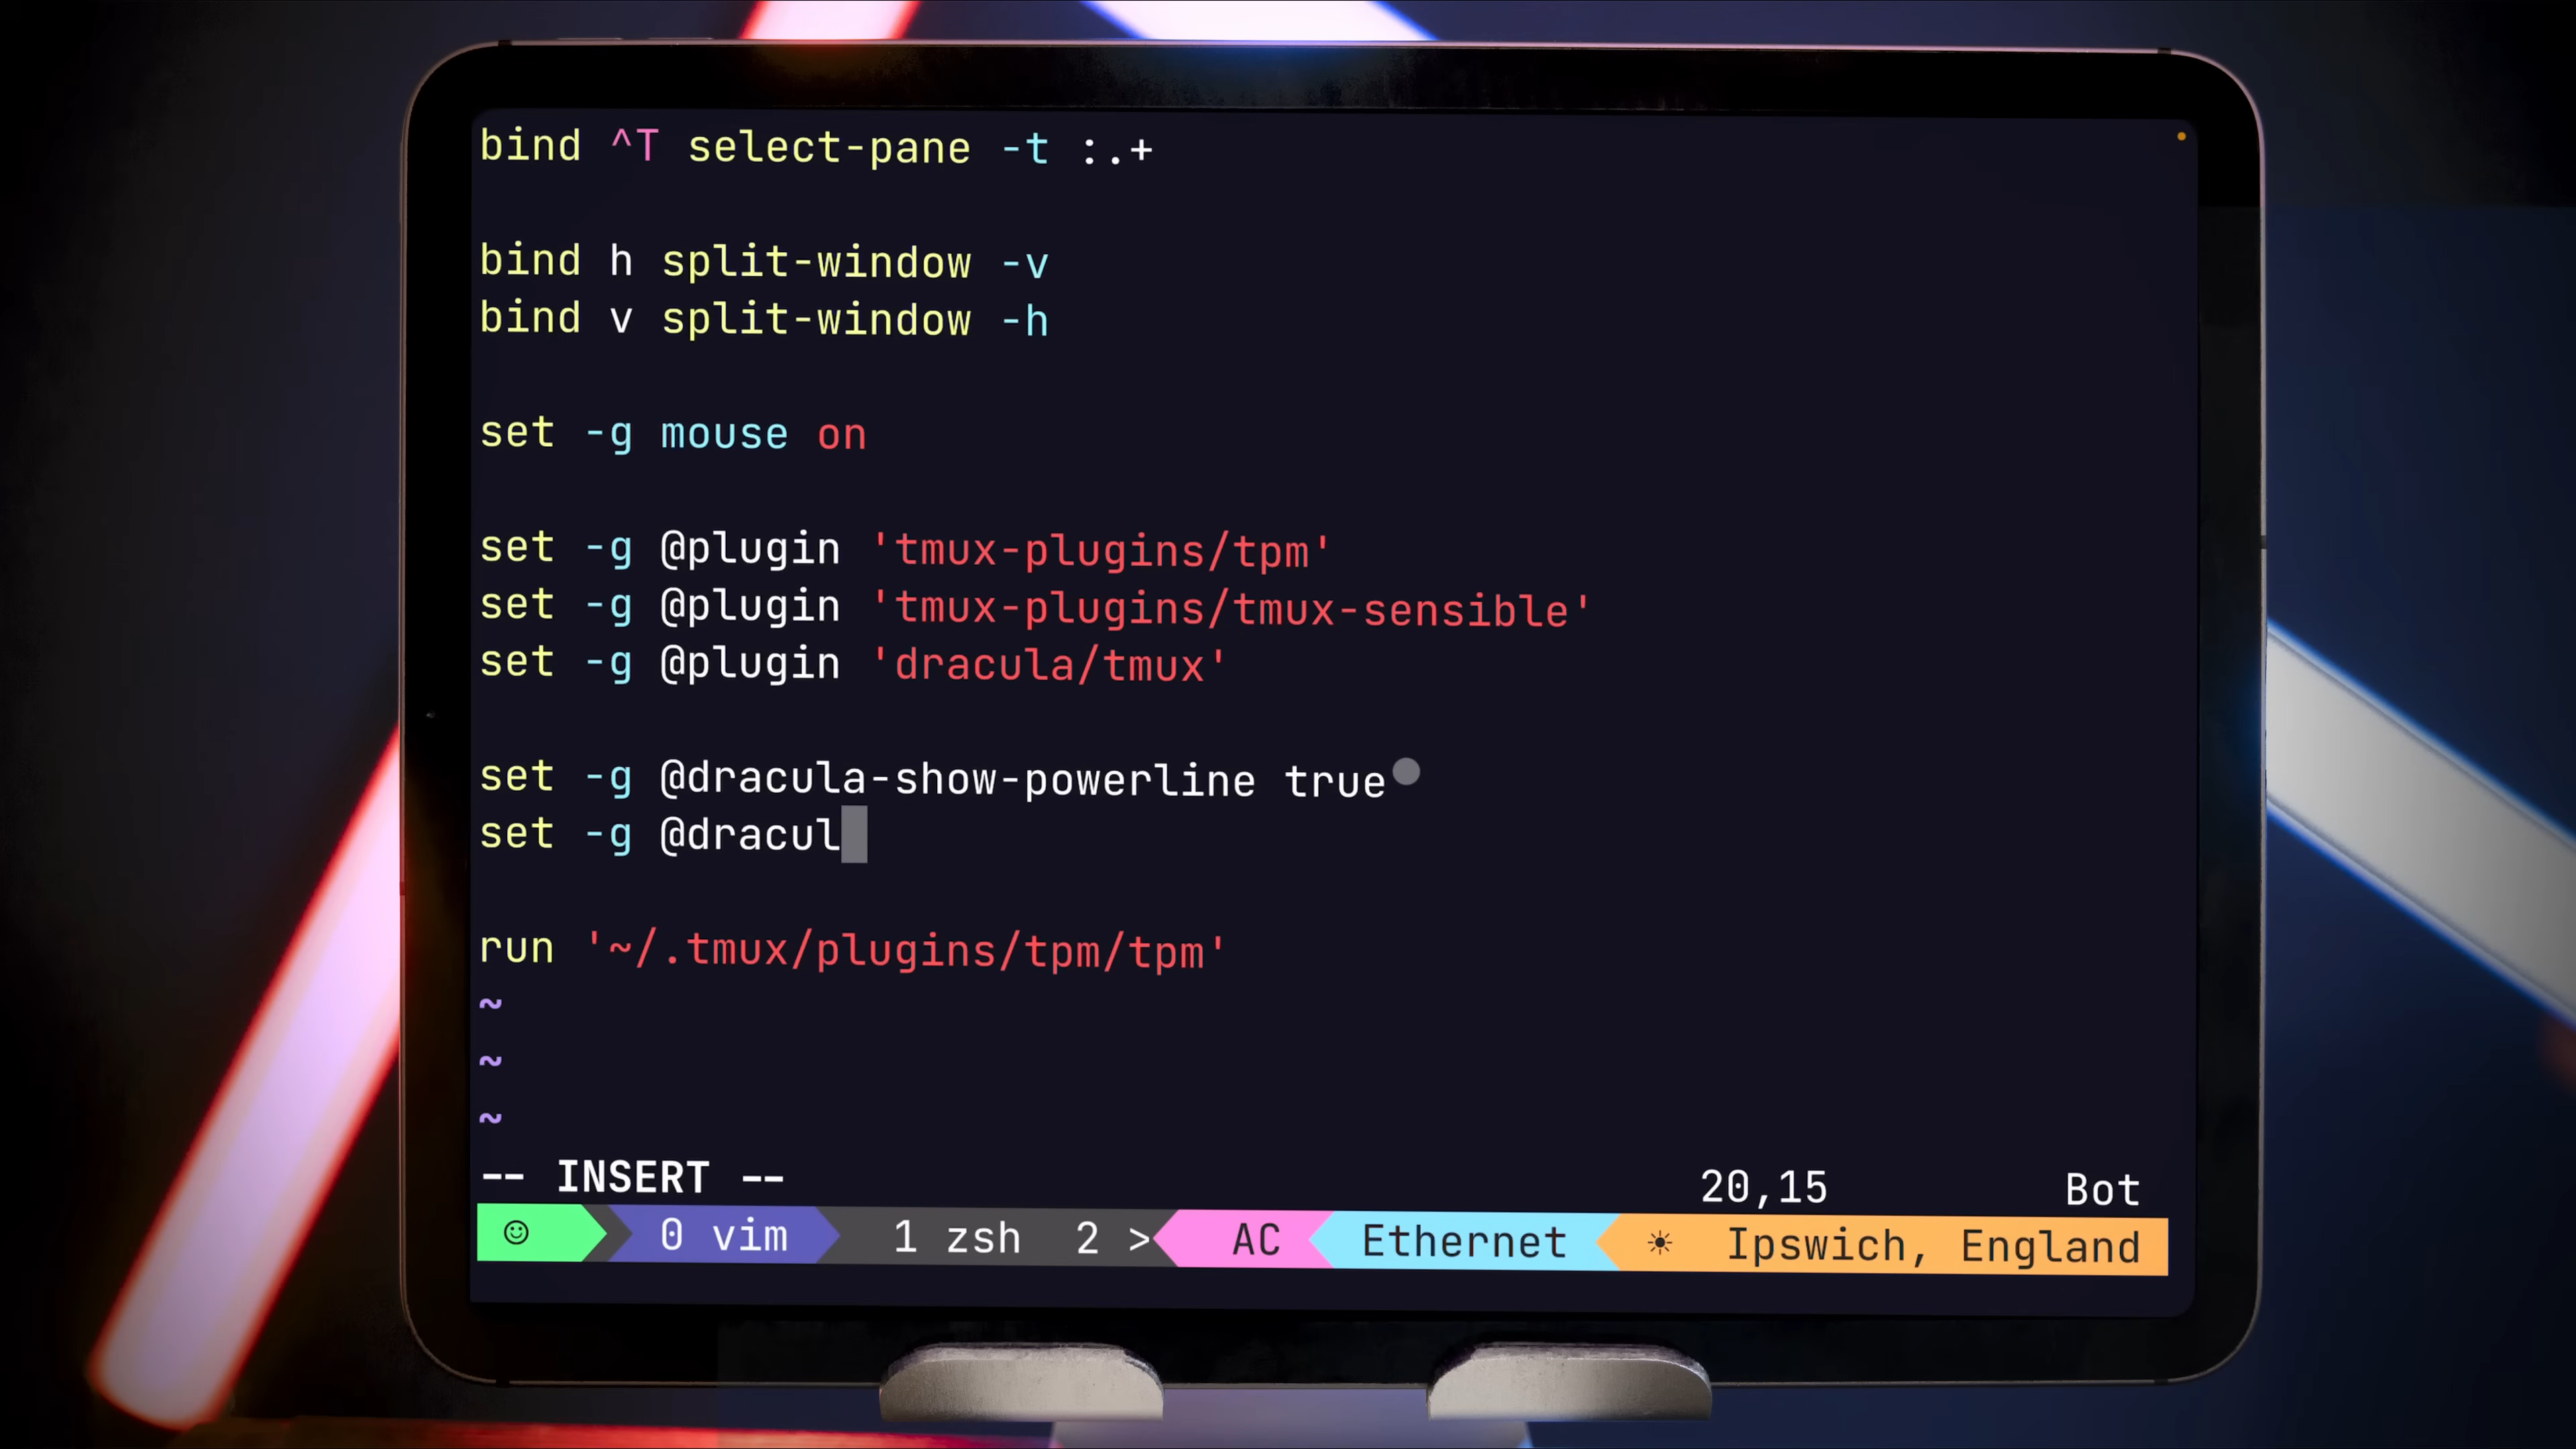 bind ^T select-pane -t :.+
bind h split-window -v
bind v split-window -h
set -g mouse on
set -g @plugin 'tmux-plugins/tpm'
set -g @plugin 'tmux-plugins/tmux-sensible'
set -g @plugin 'dracula/tmux'
set -g @dracula-show-powerline true
set -g @dracul
run '~/.tmux/plugins/tpm/tpm'
~
~
~
-- INSERT -- 20,15 Bot
☺ 0 vim 1 zsh 2 > AC Ethernet ☀ Ipswich, England